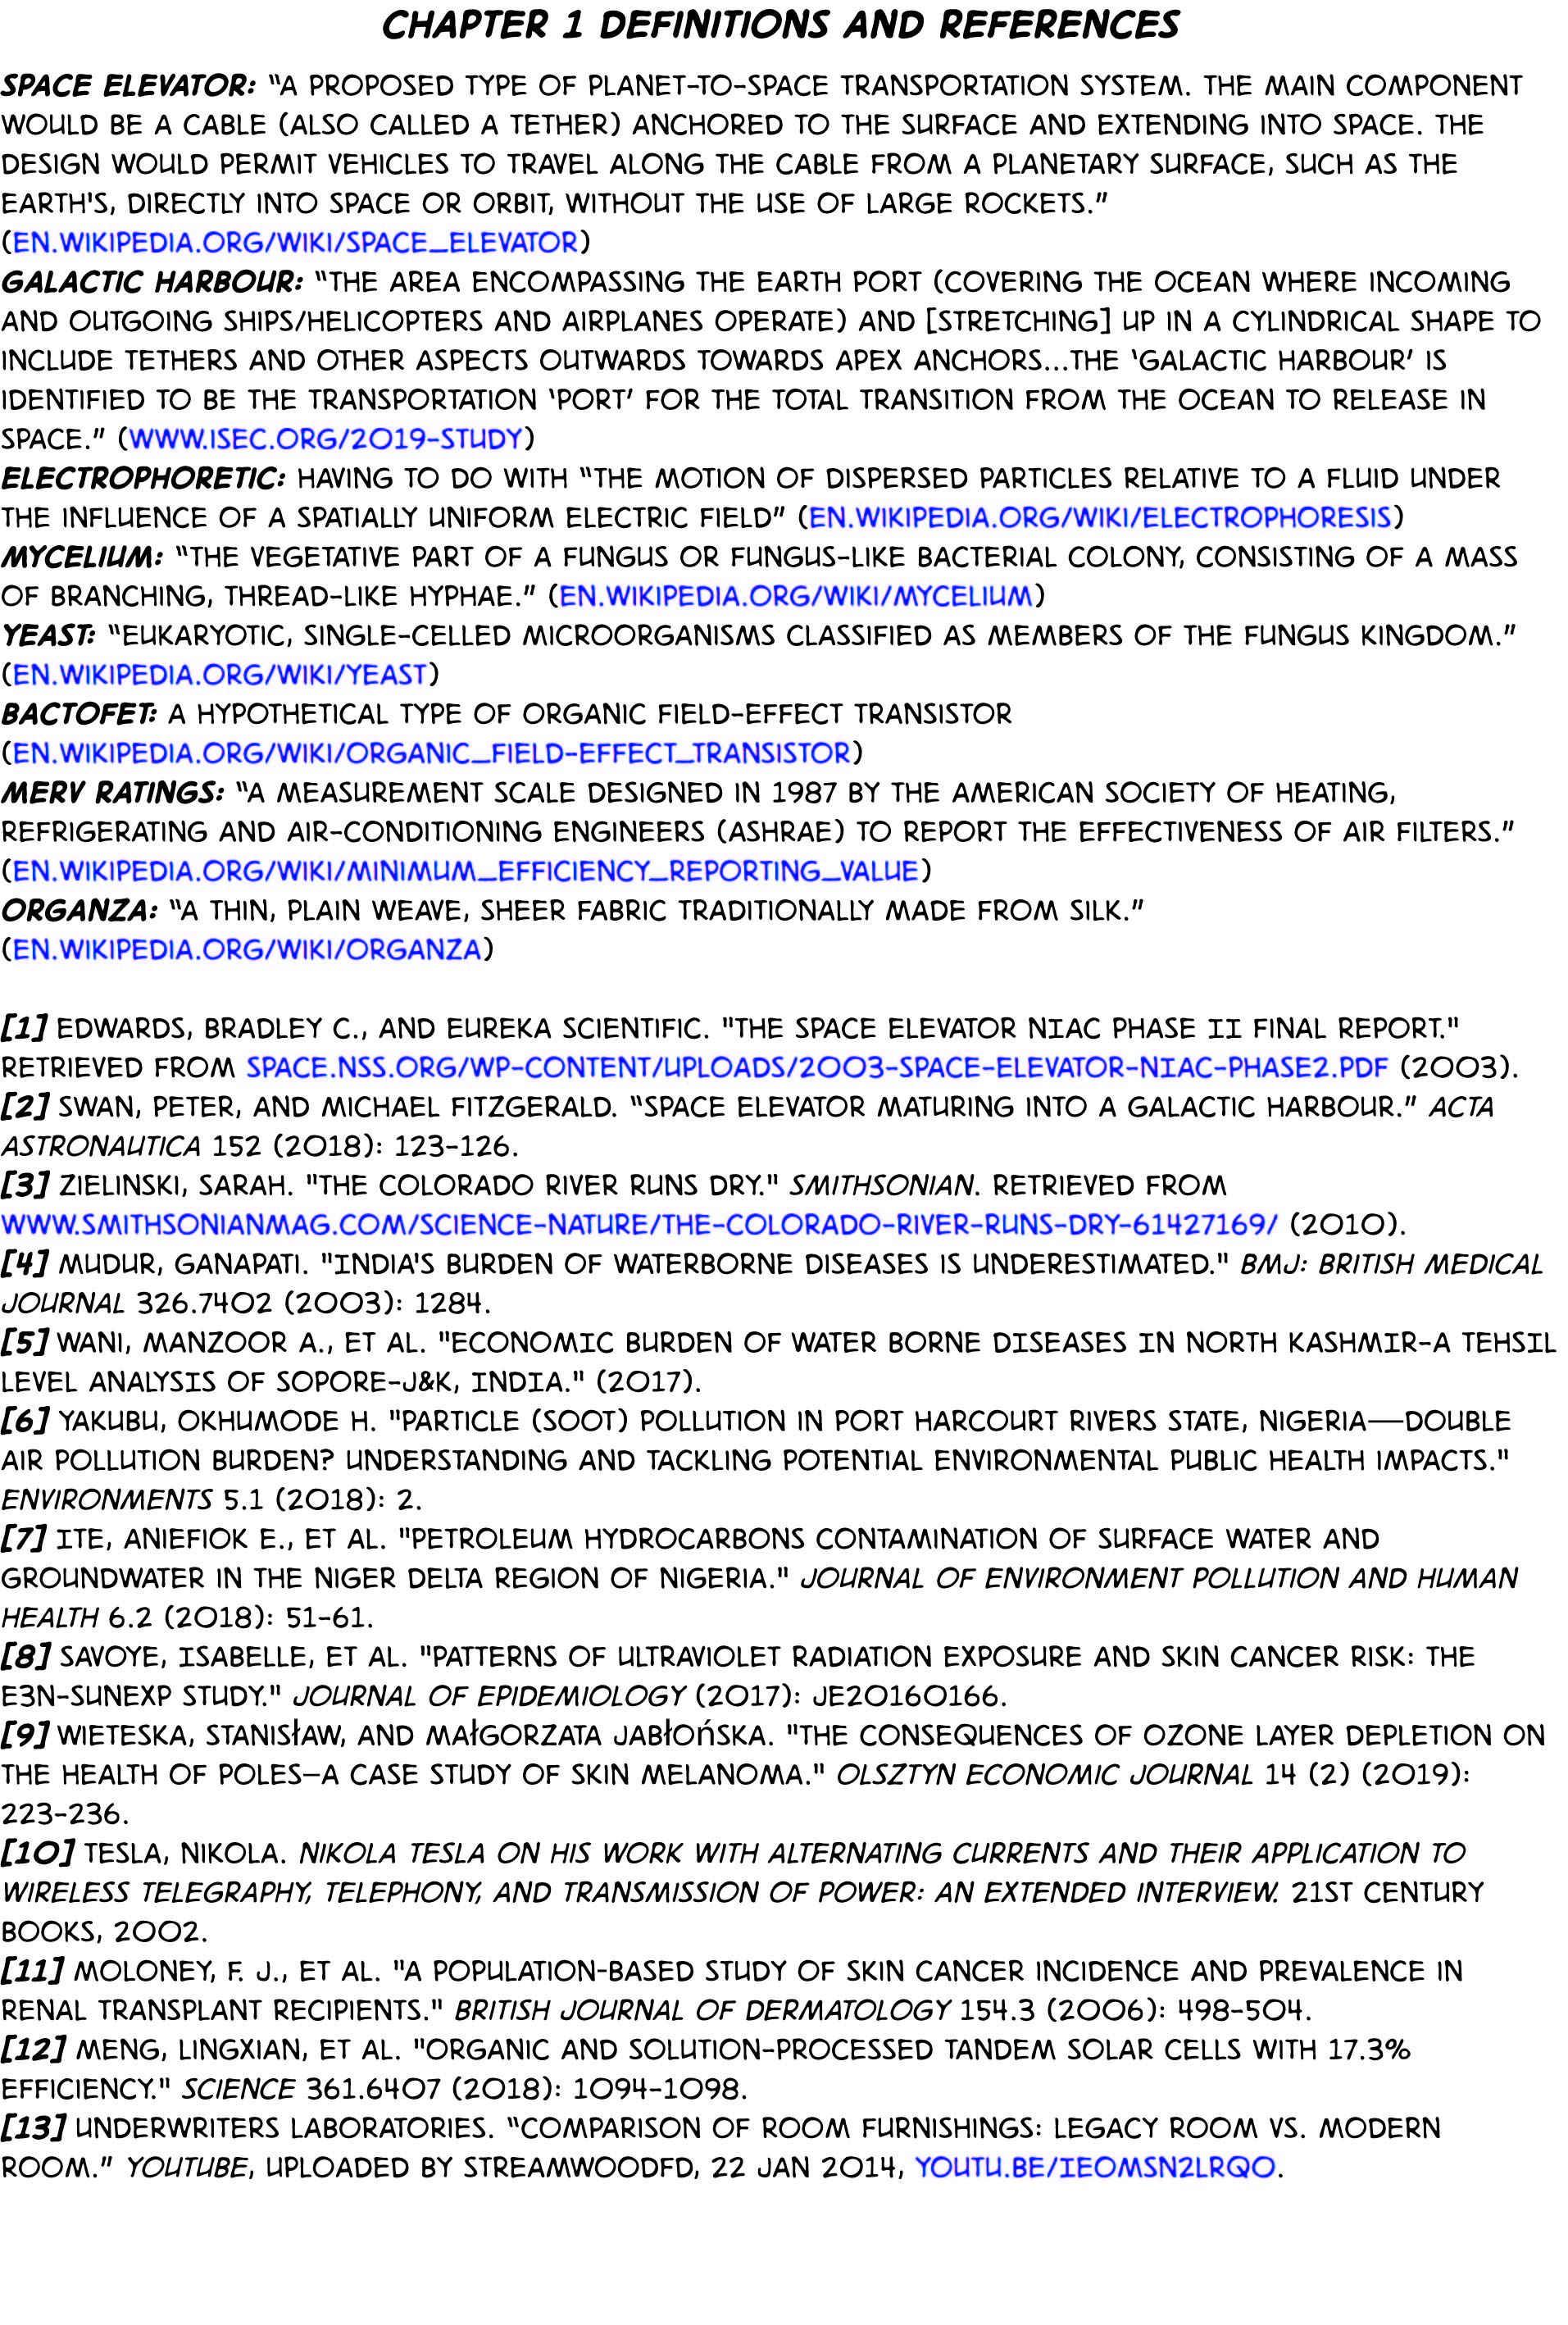 CHAPTER 1 DEFINITIONS AND REFERENCES
SPACE ELEVATOR: “A PROPOSED TYPE OF PLANET-TO-SPACE TRANSPORTATION SYSTEM. THE MAIN COMPONENT
WOULD BE A CABLE (ALSO CALLED A TETHER) ANCHORED TO THE SURFACE AND EXTENDING INTO SPACE. THE
DESIGN WOULD PERMIT VEHICLES TO TRAVEL ALONG THE CABLE FROM A PLANETARY SURFACE, SUCH AS THE
EARTH'S, DIRECTLY INTO SPACE OR ORBIT, WITHOUT THE USE OF LARGE ROCKETS.”
(EN.WIKIPEDIA.ORG/WIKI/SPACE_ELEVATOR)
GALACTIC HARBOUR: “THE AREA ENCOMPASSING THE EARTH PORT (COVERING THE OCEAN WHERE INCOMING
AND OUTGOING SHIPS/HELICOPTERS AND AIRPLANES OPERATE) AND [STRETCHING] UP IN A CYLINDRICAL SHAPE TO
INCLUDE TETHERS AND OTHER ASPECTS OUTWARDS TOWARDS APEX ANCHORS...THE ‘GALACTIC HARBOUR’ IS
IDENTIFIED TO BE THE TRANSPORTATION ‘PORT’ FOR THE TOTAL TRANSITION FROM THE OCEAN TO RELEASE IN
SPACE.” (WWW.ISEC.ORG/2019-STUDY)
ELECTROPHORETIC: HAVING TO DO WITH “THE MOTION OF DISPERSED PARTICLES RELATIVE TO A FLUID UNDER
THE INFLUENCE OF A SPATIALLY UNIFORM ELECTRIC FIELD” (EN.WIKIPEDIA.ORG/WIKI/ELECTROPHORESIS)
MYCELIUM: “THE VEGETATIVE PART OF A FUNGUS OR FUNGUS-LIKE BACTERIAL COLONY, CONSISTING OF A MASS
OF BRANCHING, THREAD-LIKE HYPHAE.” (EN.WIKIPEDIA.ORG/WIKI/MYCELIUM)
YEAST: “EUKARYOTIC, SINGLE-CELLED MICROORGANISMS CLASSIFIED AS MEMBERS OF THE FUNGUS KINGDOM.”
(EN.WIKIPEDIA.ORG/WIKI/YEAST)
BACTOFET: A HYPOTHETICAL TYPE OF ORGANIC FIELD-EFFECT TRANSISTOR
(EN.WIKIPEDIA.ORG/WIKI/ORGANIC_FIELD-EFFECT_TRANSISTOR)
MERV RATINGS: “A MEASUREMENT SCALE DESIGNED IN 1987 BY THE AMERICAN SOCIETY OF HEATING,
REFRIGERATING AND AIR-CONDITIONING ENGINEERS (ASHRAE) TO REPORT THE EFFECTIVENESS OF AIR FILTERS.”
(EN.WIKIPEDIA.ORG/WIKI/MINIMUM_EFFICIENCY_REPORTING_VALUE)
ORGANZA: “A THIN, PLAIN WEAVE, SHEER FABRIC TRADITIONALLY MADE FROM SILK.”
(EN.WIKIPEDIA.ORG/WIKI/ORGANZA)
[1] EDWARDS, BRADLEY C., AND EUREKA SCIENTIFIC. "THE SPACE ELEVATOR NIAC PHASE II FINAL REPORT."
RETRIEVED FROM SPACE.NSS.ORG/WP-CONTENT/UPLOADS/2003-SPACE-ELEVATOR-NIAC-PHASE2.PDF (2003).
[2] SWAN, PETER, AND MICHAEL FITZGERALD. “SPACE ELEVATOR MATURING INTO A GALACTIC HARBOUR.” ACTA
ASTRONAUTICA 152 (2018): 123-126.
[3] ZIELINSKI, SARAH. "THE COLORADO RIVER RUNS DRY." SMITHSONIAN. RETRIEVED FROM
WWW.SMITHSONIANMAG.COM/SCIENCE-NATURE/THE-COLORADO-RIVER-RUNS-DRY-61427169/ (2010).
[4] MUDUR, GANAPATI. "INDIA'S BURDEN OF WATERBORNE DISEASES IS UNDERESTIMATED." BMJ: BRITISH MEDICAL
JOURNAL 326.7402 (2003): 1284.
[5] WANI, MANZOOR A., ET AL. "ECONOMIC BURDEN OF WATER BORNE DISEASES IN NORTH KASHMIR-A TEHSIL
LEVEL ANALYSIS OF SOPORE-J&K, INDIA." (2017).
[6] YAKUBU, OKHUMODE H. "PARTICLE (SOOT) POLLUTION IN PORT HARCOURT RIVERS STATE, NIGERIA—DOUBLE
AIR POLLUTION BURDEN? UNDERSTANDING AND TACKLING POTENTIAL ENVIRONMENTAL PUBLIC HEALTH IMPACTS."
ENVIRONMENTS 5.1 (2018): 2.
[7] ITE, ANIEFIOK E., ET AL. "PETROLEUM HYDROCARBONS CONTAMINATION OF SURFACE WATER AND
GROUNDWATER IN THE NIGER DELTA REGION OF NIGERIA." JOURNAL OF ENVIRONMENT POLLUTION AND HUMAN
HEALTH 6.2 (2018): 51-61.
[8] SAVOYE, ISABELLE, ET AL. "PATTERNS OF ULTRAVIOLET RADIATION EXPOSURE AND SKIN CANCER RISK: THE
E3N-SUNEXP STUDY." JOURNAL OF EPIDEMIOLOGY (2017): JE20160166.
[9] WIETESKA, STANISłAW, AND MAłGORZATA JABłOńSKA. "THE CONSEQUENCES OF OZONE LAYER DEPLETION ON
THE HEALTH OF POLES–A CASE STUDY OF SKIN MELANOMA." OLSZTYN ECONOMIC JOURNAL 14 (2) (2019):
223-236.
[10] TESLA, NIKOLA. NIKOLA TESLA ON HIS WORK WITH ALTERNATING CURRENTS AND THEIR APPLICATION TO
WIRELESS TELEGRAPHY, TELEPHONY, AND TRANSMISSION OF POWER: AN EXTENDED INTERVIEW. 21ST CENTURY
BOOKS, 2002.
[11] MOLONEY, F. J., ET AL. "A POPULATION-BASED STUDY OF SKIN CANCER INCIDENCE AND PREVALENCE IN
RENAL TRANSPLANT RECIPIENTS." BRITISH JOURNAL OF DERMATOLOGY 154.3 (2006): 498-504.
[12] MENG, LINGXIAN, ET AL. "ORGANIC AND SOLUTION-PROCESSED TANDEM SOLAR CELLS WITH 17.3%
EFFICIENCY." SCIENCE 361.6407 (2018): 1094-1098.
[13] UNDERWRITERS LABORATORIES. “COMPARISON OF ROOM FURNISHINGS: LEGACY ROOM VS. MODERN
ROOM.” YOUTUBE, UPLOADED BY STREAMWOODFD, 22 JAN 2014, YOUTU.BE/IEOMSN2LRQO.